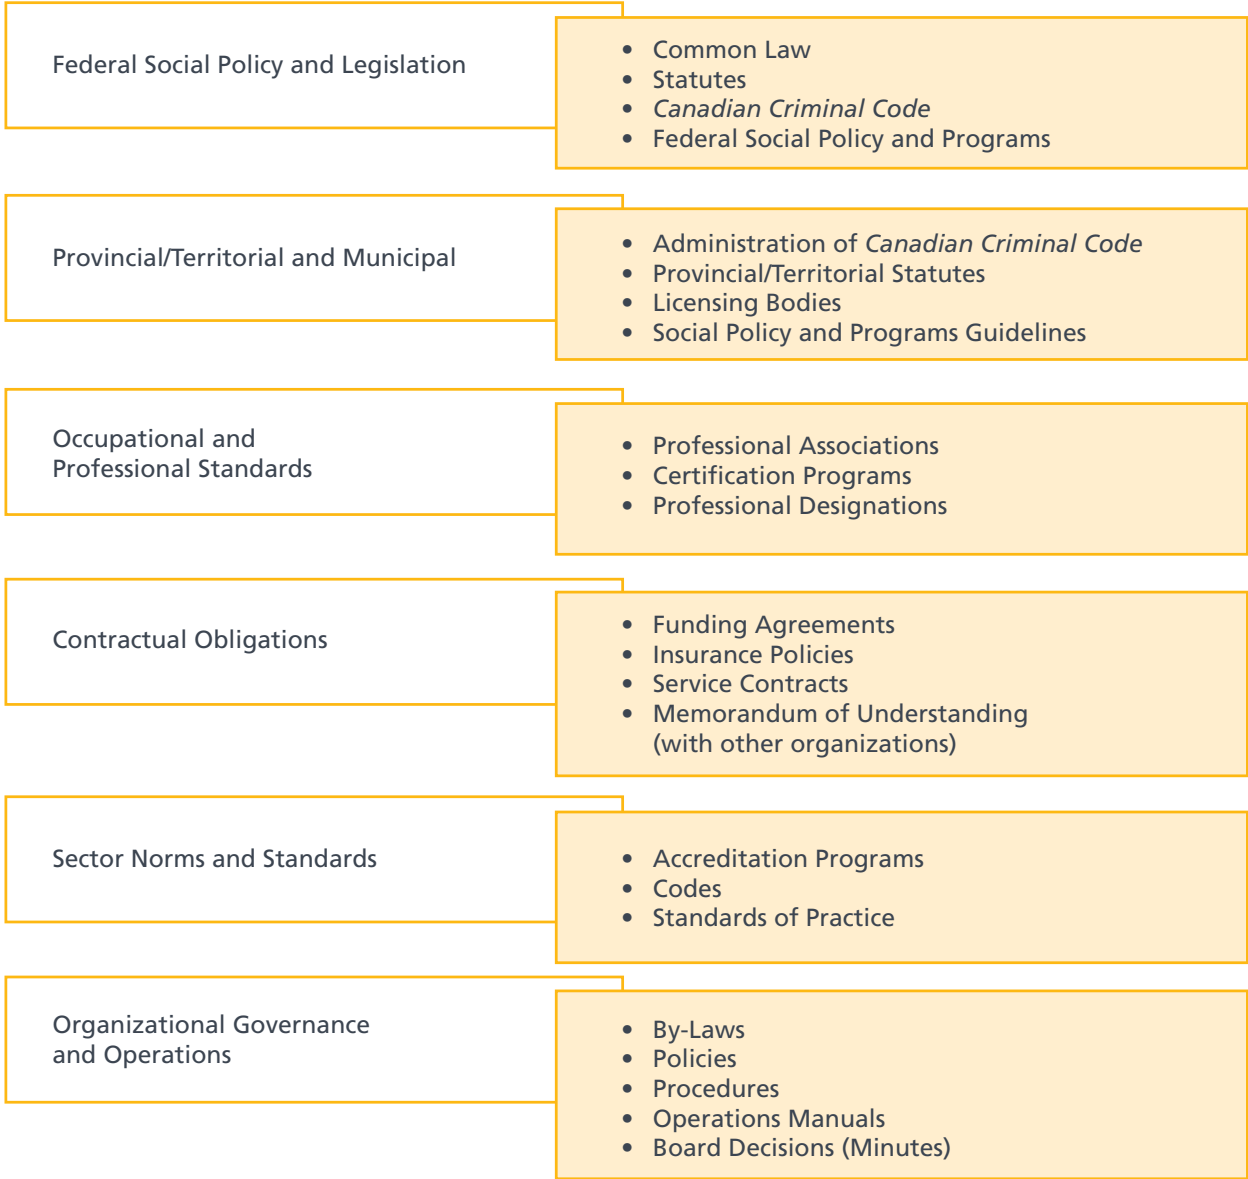 Federal Social Policy and Legislation
• Common Law
• Statutes
• Canadian Criminal Code
• Federal Social Policy and Programs
Provincial/Territorial and Municipal
• Administration of Canadian Criminal Code
• Provincial/Territorial Statutes
• Licensing Bodies
• Social Policy and Programs Guidelines
Occupational and
Professional Standards
• Professional Associations
• Certification Programs
• Professional Designations
Contractual Obligations
• Funding Agreements
• Insurance Policies
• Service Contracts
• Memorandum of Understanding
(with other organizations)
Sector Norms and Standards
• Accreditation Programs
• Codes
• Standards of Practice
Organizational Governance
and Operations
• By-Laws
• Policies
• Procedures
• Operations Manuals
• Board Decisions (Minutes)